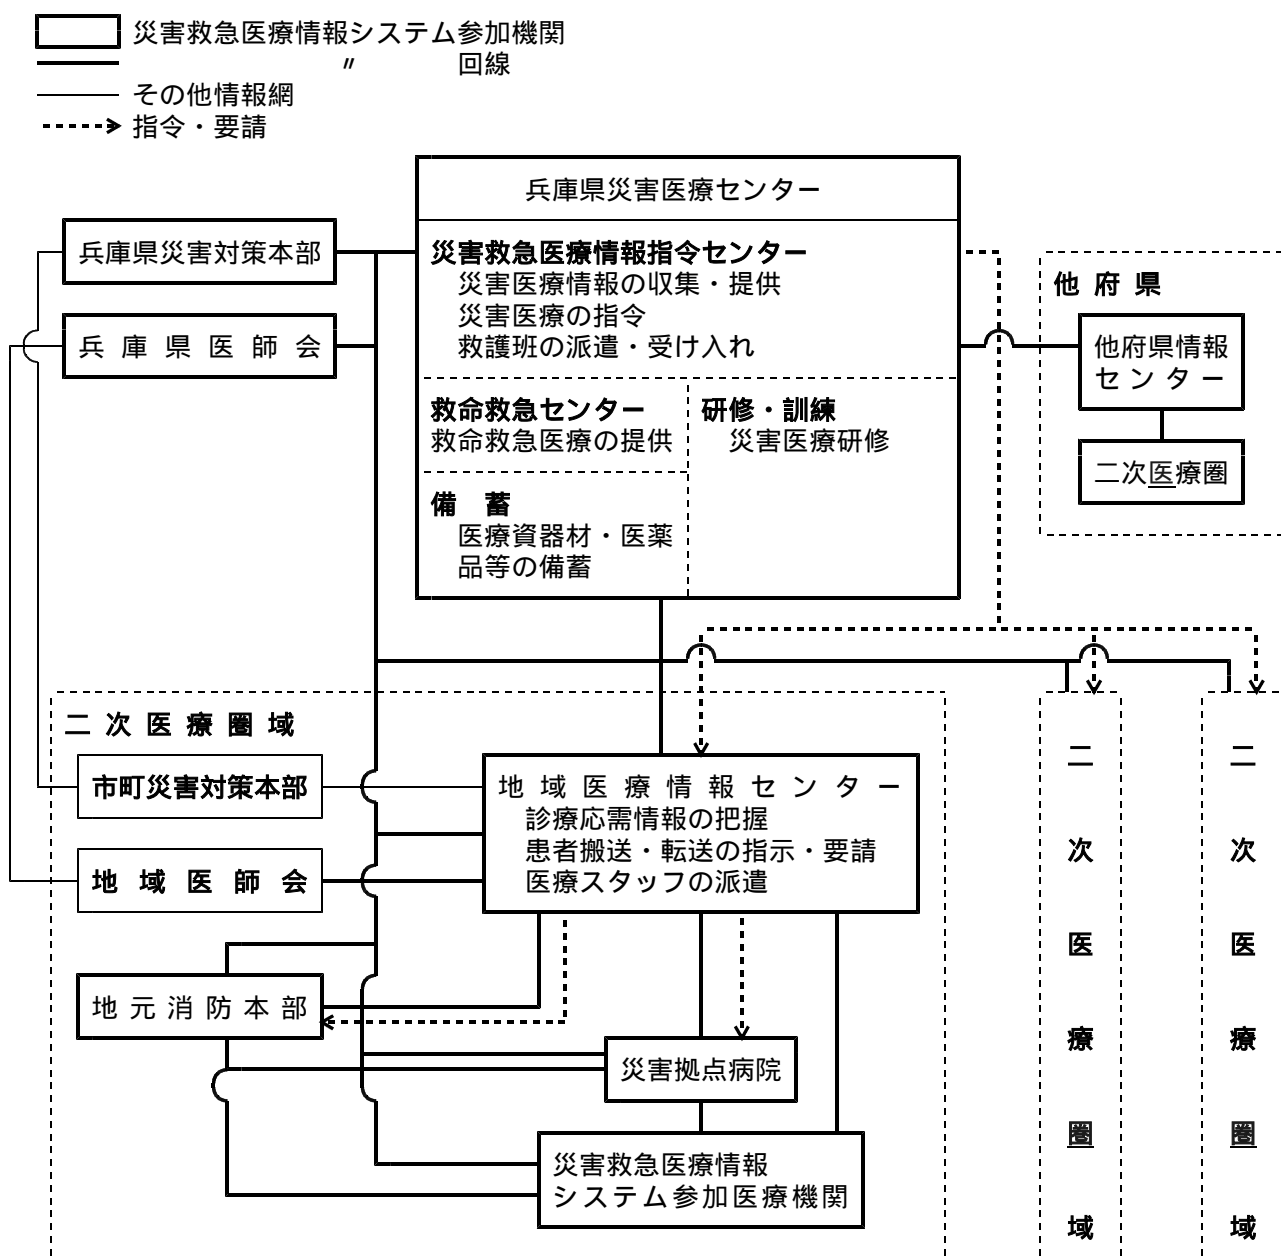 災害救急医療情報システム参加機関
〃 回線
その他情報網
指令・要請
兵庫県災害医療センター
兵庫県災害対策本部
兵庫県医師会
災害救急医療情報指令センター
災害医療情報の収集・提供
災害医療の指令
救護班の派遣・受け入れ
救命救急センター
救命救急医療の提供
研修・訓練
災害医療研修
備 蓄
医療資器材・医薬
品等の備蓄
他府県
他府県情報
センター
二次医療圏
二次医療圏域
市町災害対策本部
地域医師会
地元消防本部
地域医療情報センター
診療応需情報の把握
患者搬送・転送の指示・要請
医療スタッフの派遣
災害拠点病院
災害救急医療情報
システム参加医療機関
二次医療圏域
二次医療圏域